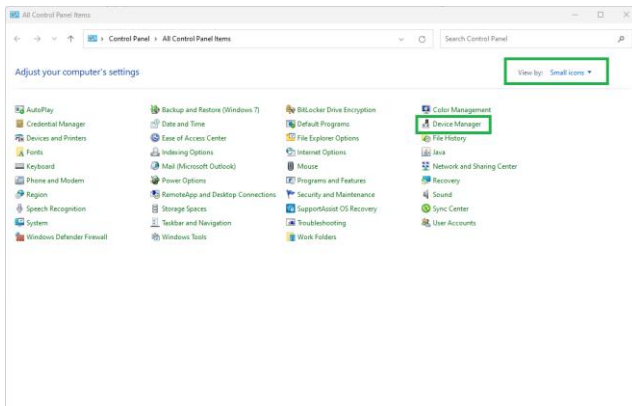 All Control Panel Items
Control Panel › All Control Panel Items
Search Control Panel
Adjust your computer's settings
View by: Small icons
AutoPlay
Backup and Restore (Windows 7)
BitLocker Drive Encryption
Color Management
Credential Manager
Date and Time
Default Programs
Device Manager
Devices and Printers
Ease of Access Center
File Explorer Options
File History
Fonts
Indexing Options
Internet Options
Java
Keyboard
Mail (Microsoft Outlook)
Mouse
Network and Sharing Center
Phone and Modem
Power Options
Programs and Features
Recovery
Region
RemoteApp and Desktop Connections
Security and Maintenance
Sound
Speech Recognition
Storage Spaces
SupportAssist OS Recovery
Sync Center
System
Taskbar and Navigation
Troubleshooting
User Accounts
Windows Defender Firewall
Windows Tools
Work Folders